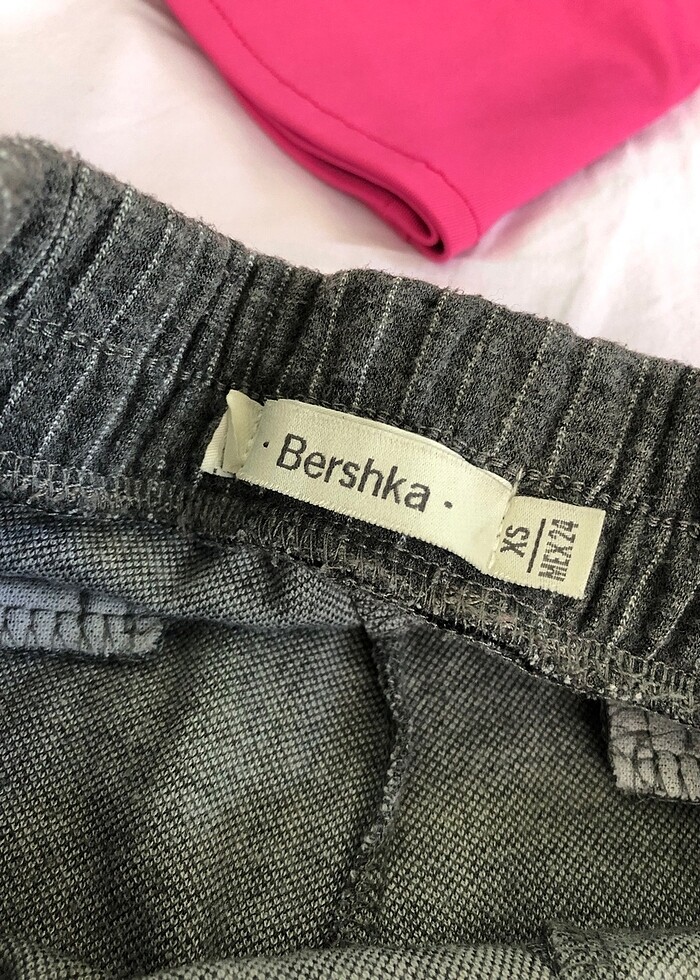 · Bershka ·
XS
MEX 24